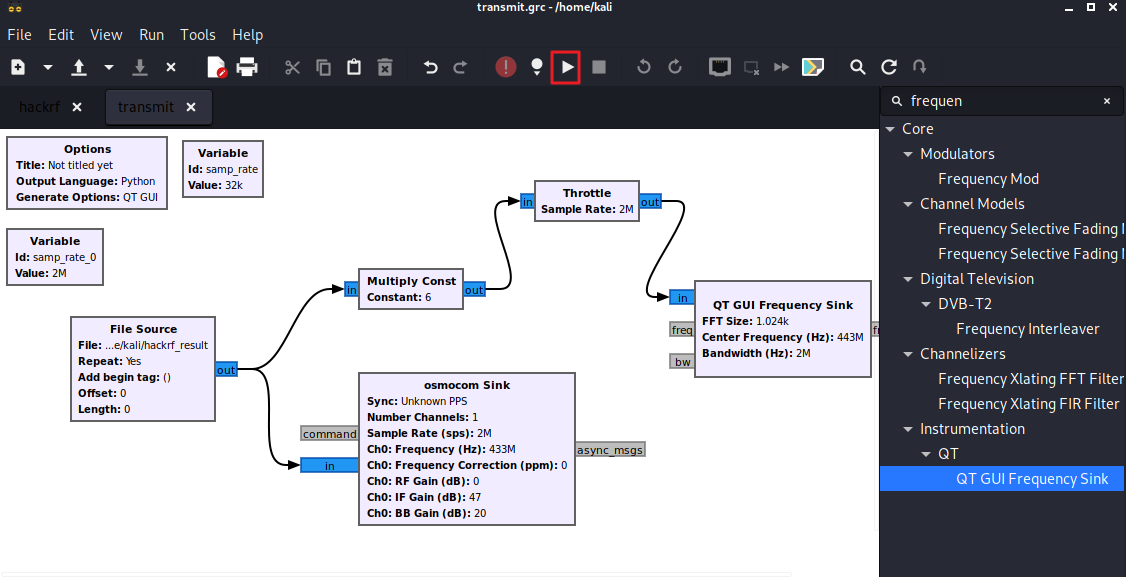 transmit.grc - /home/kali
File Edit View Run Tools Help
hackrf
transmit
frequen
Options
Title: Not titled yet
Output Language: Python
Generate Options: QT GUI
Variable
Id: samp_rate
Value: 32k
Variable
Id: samp_rate_0
Value: 2M
File Source
File: ...e/kali/hackrf_result
Repeat: Yes
Add begin tag: ()
Offset: 0
Length: 0
out
in
Multiply Const
Constant: 6
out
in
Throttle
Sample Rate: 2M
out
in
freq
bw
QT GUI Frequency Sink
FFT Size: 1.024k
Center Frequency (Hz): 443M
Bandwidth (Hz): 2M
command
in
osmocom Sink
Sync: Unknown PPS
Number Channels: 1
Sample Rate (sps): 2M
Ch0: Frequency (Hz): 433M
Ch0: Frequency Correction (ppm): 0
Ch0: RF Gain (dB): 0
Ch0: IF Gain (dB): 47
Ch0: BB Gain (dB): 20
async_msgs
Core
Modulators
Frequency Mod
Channel Models
Frequency Selective Fading
Frequency Selective Fading
Digital Television
DVB-T2
Frequency Interleaver
Channelizers
Frequency Xlating FFT Filter
Frequency Xlating FIR Filter
Instrumentation
QT
QT GUI Frequency Sink